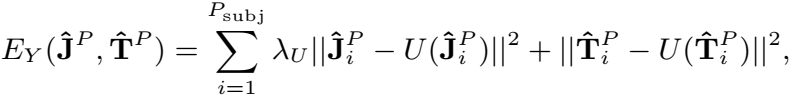 E_Y(\hat{\mathbf{J}}^P, \hat{\mathbf{T}}^P) = \sum_{i=1}^{P_{\text{subj}}} \lambda_U ||\hat{\mathbf{J}}_i^P - U(\hat{\mathbf{J}}_i^P)||^2 + ||\hat{\mathbf{T}}_i^P - U(\hat{\mathbf{T}}_i^P)||^2,